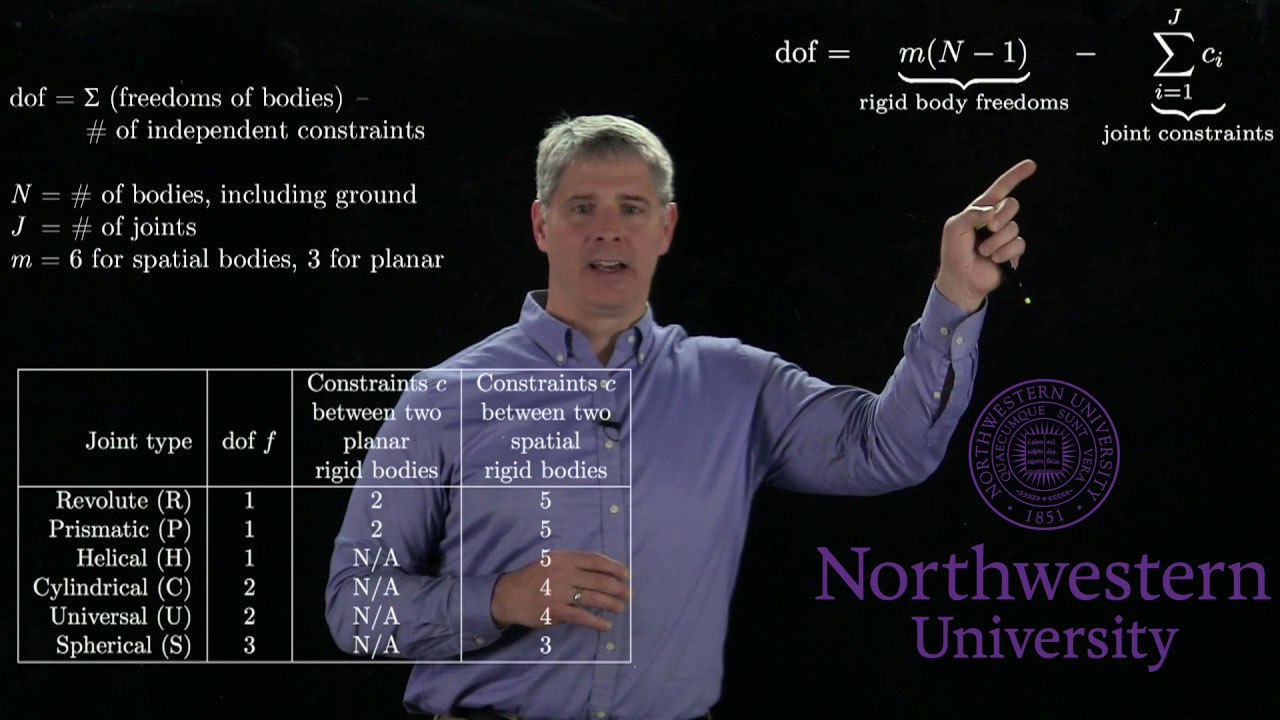 dof = Σ (freedoms of bodies) –
# of independent constraints
N = # of bodies, including ground
J = # of joints
m = 6 for spatial bodies, 3 for planar
dof = m(N − 1) − ∑_{i=1}^{J} c_i
rigid body freedoms
joint constraints
Joint type | dof f | Constraints c between two planar rigid bodies | Constraints c between two spatial rigid bodies
Revolute (R) 1 2 5
Prismatic (P) 1 2 5
Helical (H) 1 N/A 5
Cylindrical (C) 2 N/A 4
Universal (U) 2 N/A 4
Spherical (S) 3 N/A 3
NORTHWESTERN UNIVERSITY
QUAECUMQUE SUNT VERA
1851
Northwestern
University